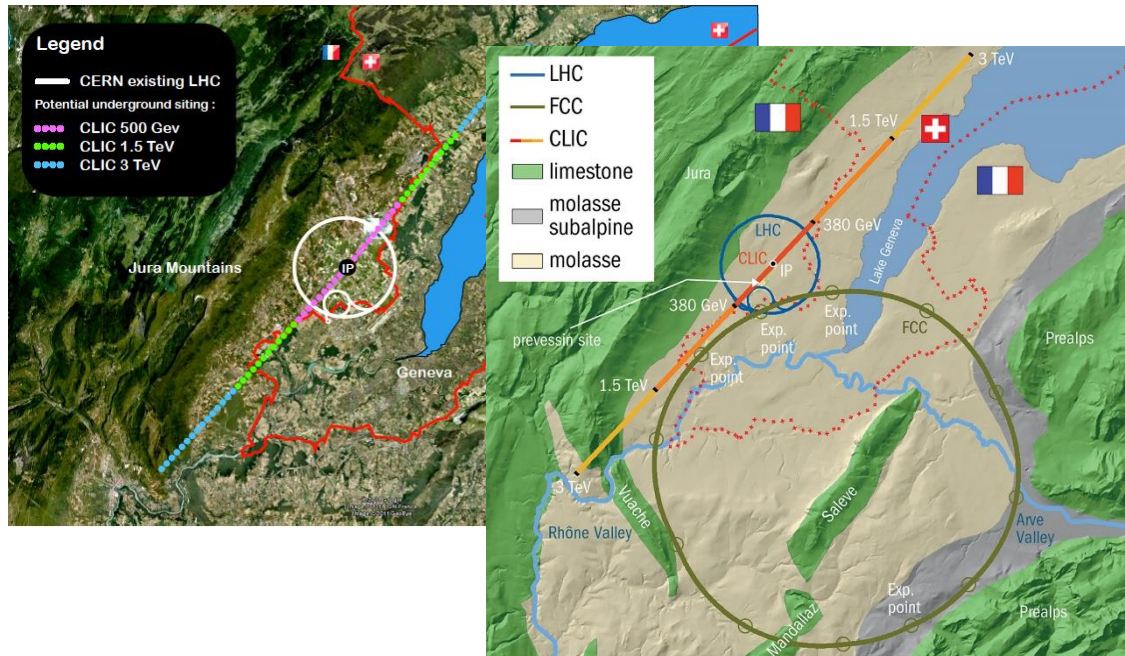 Legend
CERN existing LHC
Potential underground siting :
CLIC 500 Gev
CLIC 1.5 TeV
CLIC 3 TeV
Jura Mountains
IP
Geneva
LHC
FCC
CLIC
limestone
molasse
subalpine
molasse
3 TeV
1.5 TeV
Jura
380 GeV
LHC
CLIC
IP
Lake Geneva
380 GeV
prevessin site
Exp.
point
Exp.
point
FCC
Exp.
point
Prealps
1.5 TeV
3 TeV
Vuache
Saleve
Rhône Valley
Arve
Valley
Exp.
point
Mandallaz
Prealps